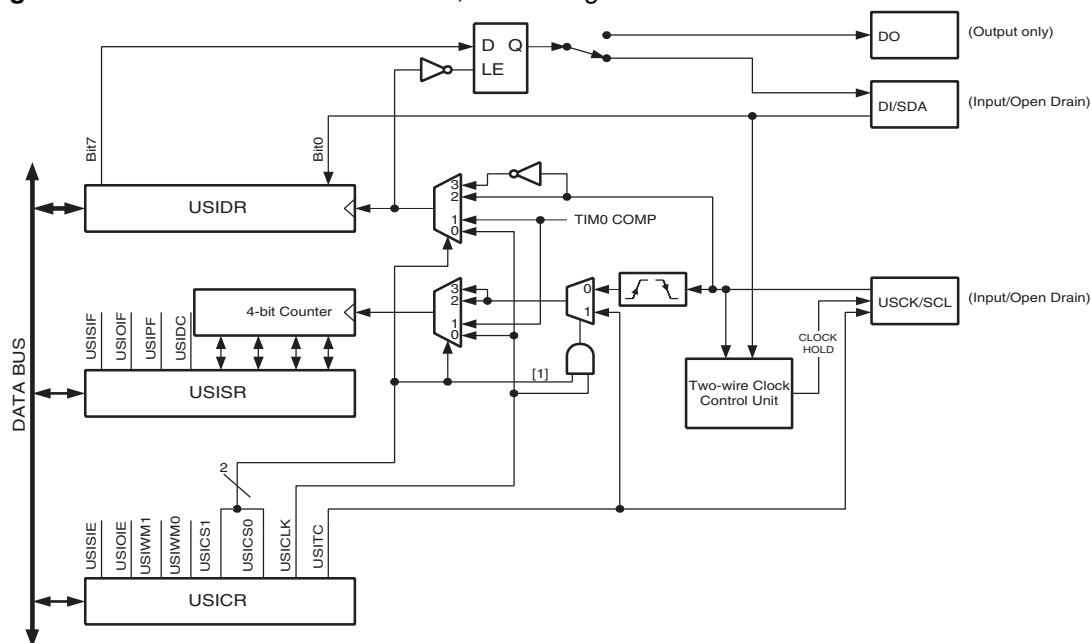 D Q
LE
DO
(Output only)
DI/SDA
(Input/Open Drain)
Bit7
Bit0
USIDR
3
2
1
0
TIM0 COMP
4-bit Counter
3
2
1
0
0
1
USCK/SCL
(Input/Open Drain)
CLOCK
HOLD
USISIF
USIOIF
USIPF
USIDC
[1]
Two-wire Clock
Control Unit
USISR
DATA BUS
2
USISIE
USIOIE
USIWM1
USIWM0
USICS1
USICS0
USICLK
USITC
USICR